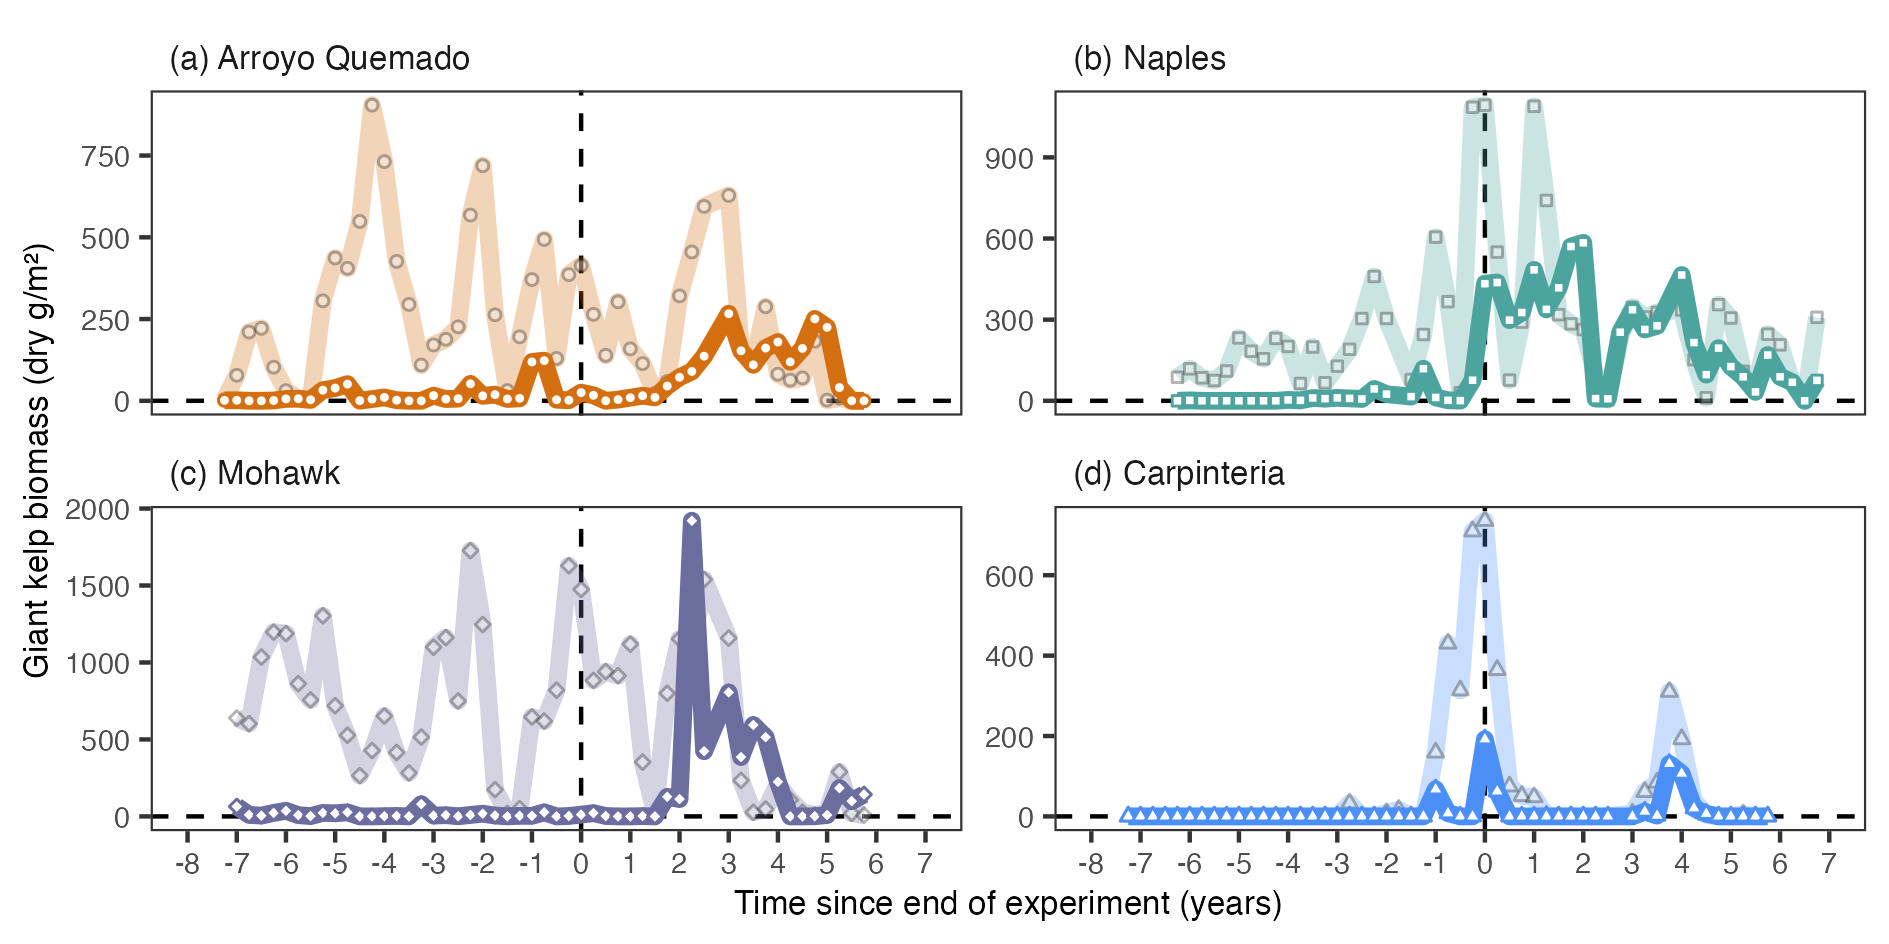 (a) Arroyo Quemado
(b) Naples
750
500
250
0
900
600
300
0
Giant kelp biomass (dry g/m²)
(c) Mohawk
(d) Carpinteria
2000
1500
1000
500
0
600
400
200
0
-8 -7 -6 -5 -4 -3 -2 -1 0 1 2 3 4 5 6 7
-8 -7 -6 -5 -4 -3 -2 -1 0 1 2 3 4 5 6 7
Time since end of experiment (years)